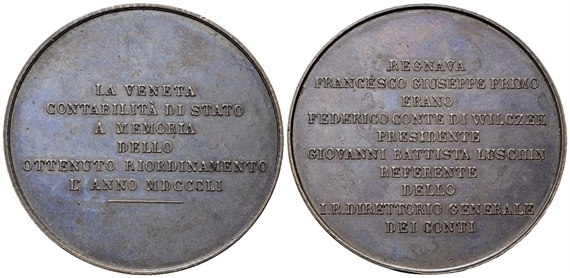 LA VENETA
CONTABILITÀ DI STATO
A MEMORIA
DELLO
OTTENUTO RIORDINAMENTO
L' ANNO MDCCCLI
REGNAVA
FRANCESCO GIUSEPPE PRIMO
ERANO
FEDERICO CONTE DI WILCZEK
PRESIDENTE
GIOVANNI BATTISTA LUSCHIN
REFERENTE
DELLO
I.R.DIRETTORIO GENERALE
DEI CONTI